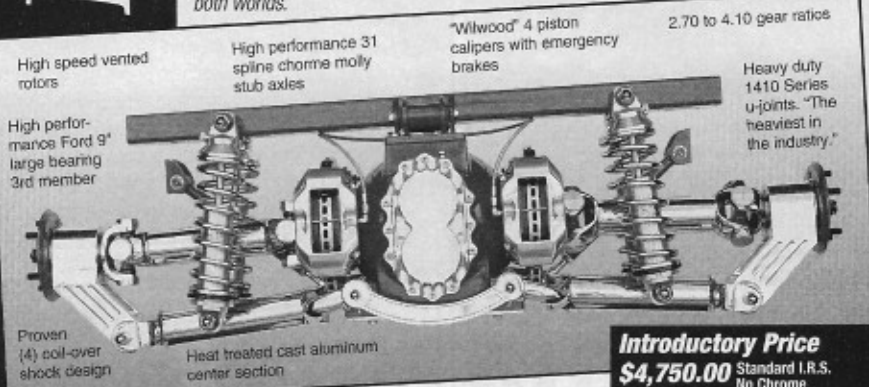 both worlds.
High speed vented
rotors
High performance 31
spline chorme molly
stub axles
"Wilwood" 4 piston
calipers with emergency
brakes
2.70 to 4.10 gear ratios
High perfor-
mance Ford 9"
large bearing
3rd member
Heavy duty
1410 Series
u-joints. "The
heaviest in
the industry."
Proven
(4) coil-over
shock design
Heat treated cast aluminum
center section
Introductory Price
$4,750.00 Standard I.R.S.
No Chrome